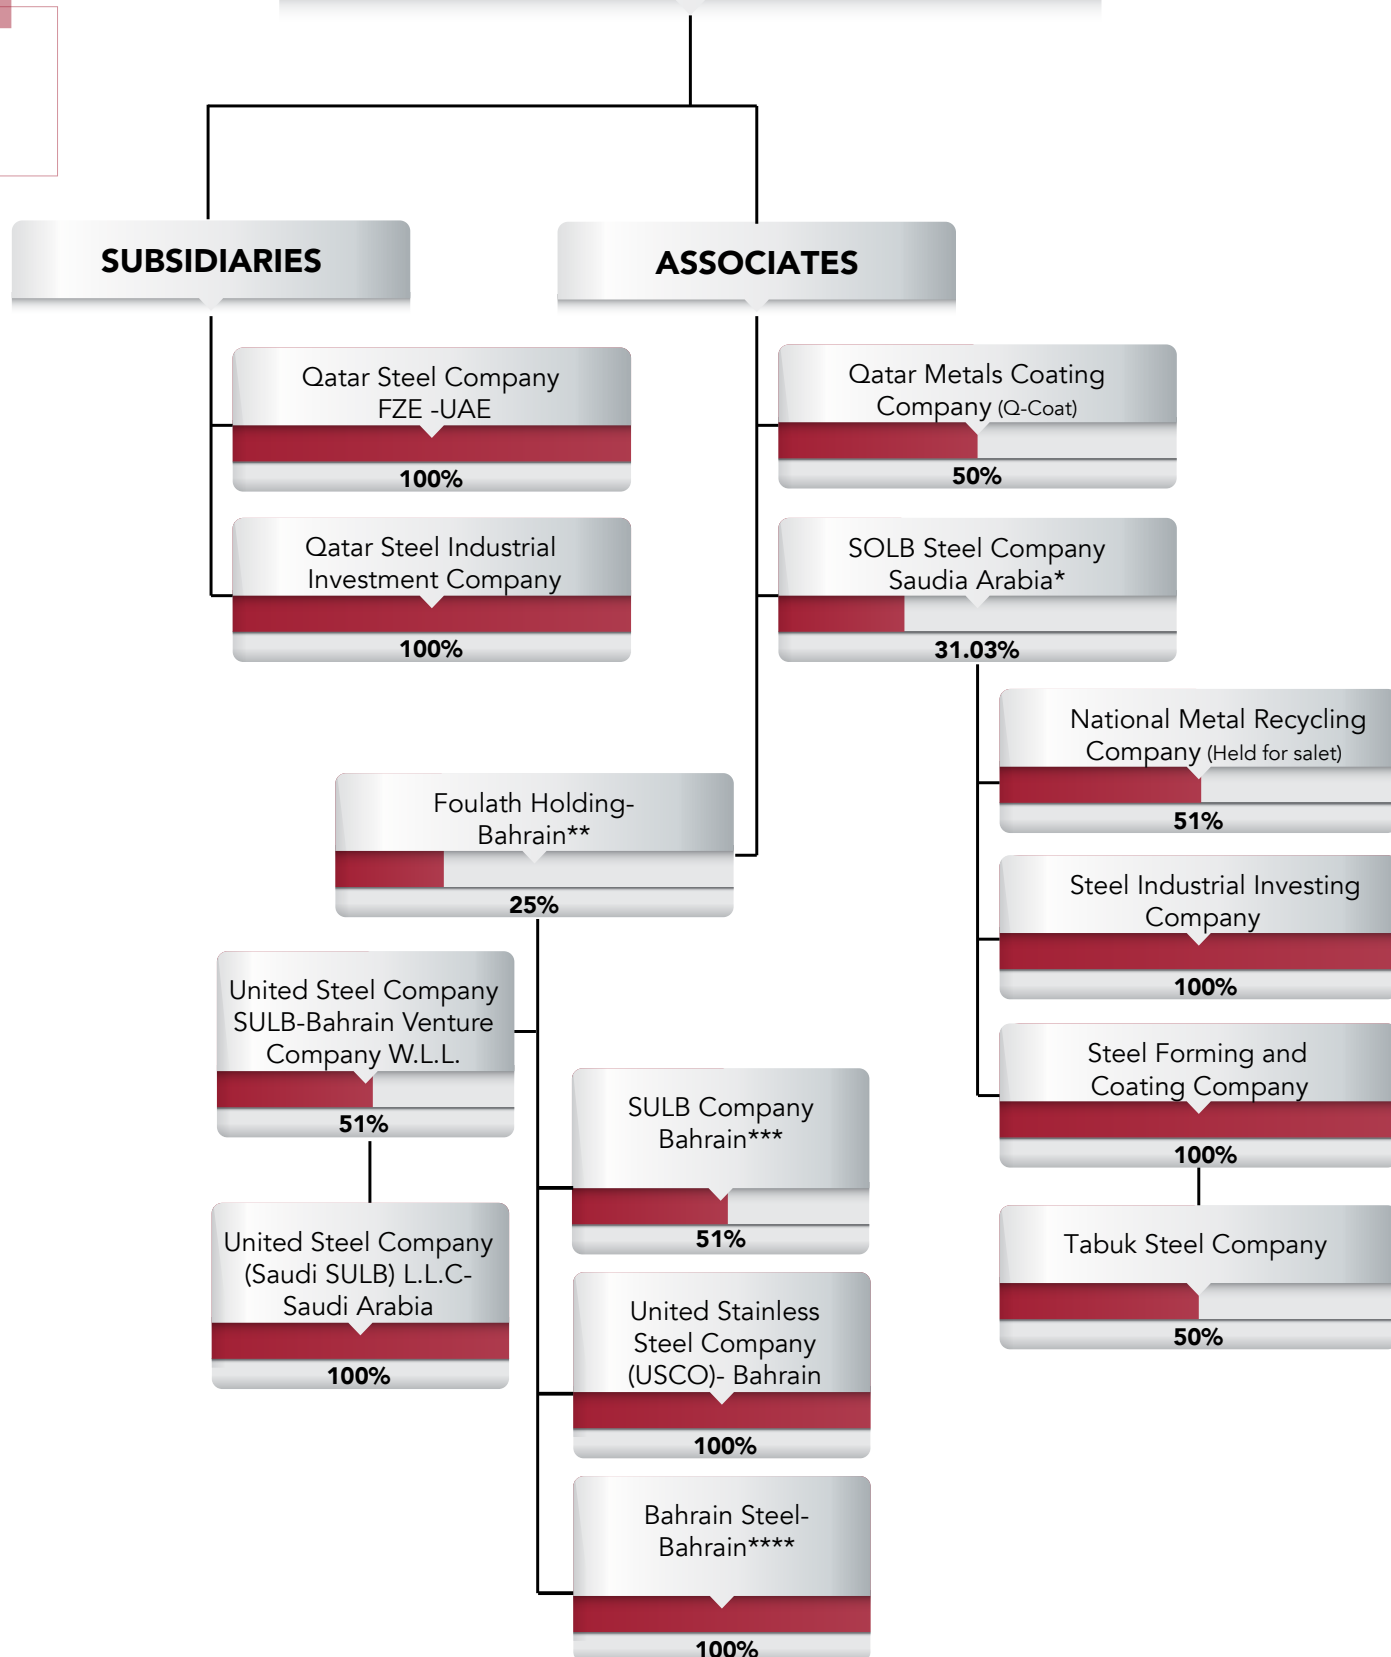 SUBSIDIARIES
Qatar Steel Company
FZE -UAE
100%
Qatar Steel Industrial
Investment Company
100%
ASSOCIATES
Qatar Metals Coating
Company (Q-Coat)
50%
SOLB Steel Company
Saudia Arabia*
31.03%
National Metal Recycling
Company (Held for salet)
51%
Steel Industrial Investing
Company
100%
Steel Forming and
Coating Company
100%
Tabuk Steel Company
50%
Foulath Holding-
Bahrain**
25%
United Steel Company
SULB-Bahrain Venture
Company W.L.L.
51%
United Steel Company
(Saudi SULB) L.L.C-
Saudi Arabia
100%
SULB Company
Bahrain***
51%
United Stainless
Steel Company
(USCO)- Bahrain
100%
Bahrain Steel-
Bahrain****
100%